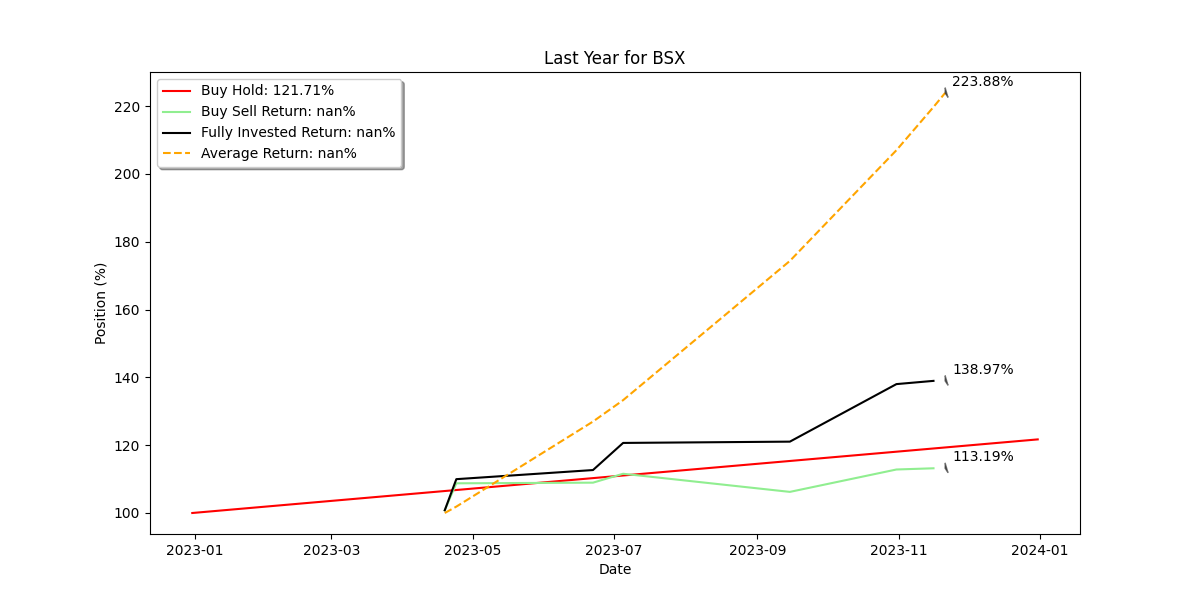 Last Year for BSX
Buy Hold: 121.71%
Buy Sell Return: nan%
Fully Invested Return: nan%
Average Return: nan%
223.88%
138.97%
113.19%
Position (%)
220
200
180
160
140
120
100
2023-01
2023-03
2023-05
2023-07
2023-09
2023-11
2024-01
Date